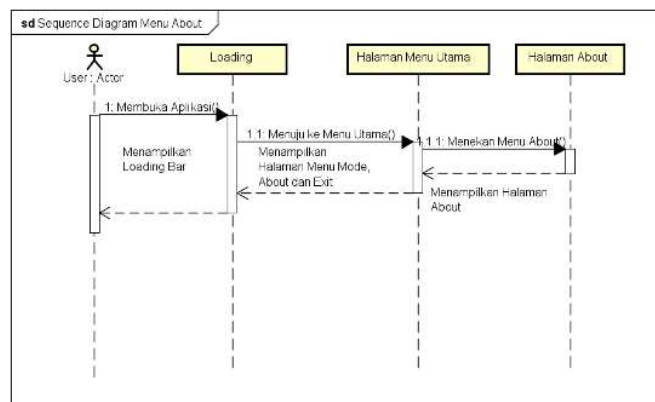 sd Sequence Diagram Menu About
Loading
Halaman Menu Utama
Halaman About
User : Actor
1: Membuka Aplikasi()
1.1: Menuju ke Menu Utama()
1.1.1: Menekan Menu About()
Menampilkan
Loading Bar
Menampilkan
Halaman Menu Mode,
About dan Exit
Menampilkan Halaman
About